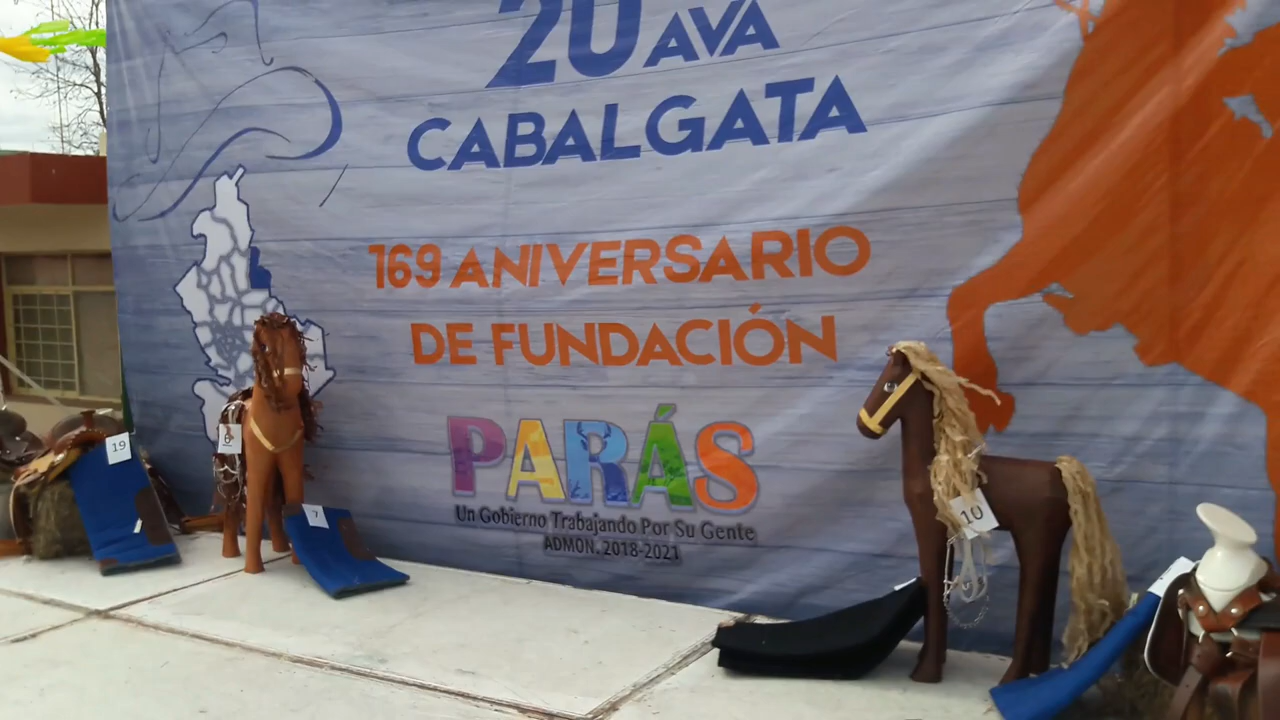 20 AVA
CABALGATA
169 ANIVERSARIO
DE FUNDACIÓN
PARÁS
Un Gobierno Trabajando Por Su Gente
ADMON. 2018-2021
19
6
7
10